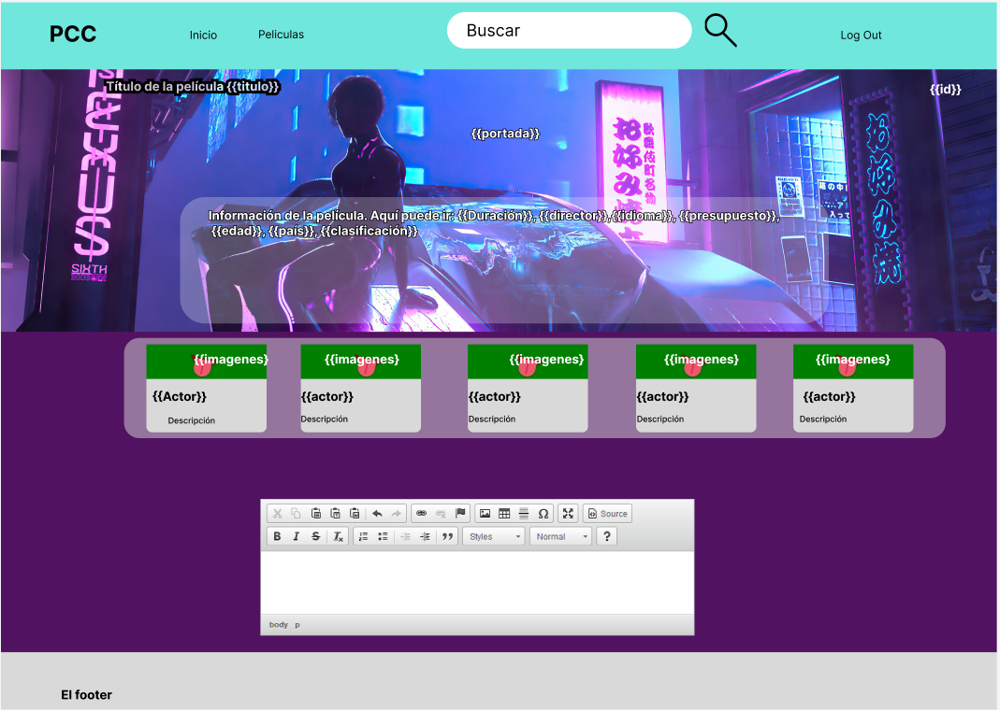 PCC
Inicio
Peliculas
Buscar
Log Out
Título de la película {{titulo}}
{{id}}
{{portada}}
SIXTH
Información de la película. Aquí puede ir: {{Duración}}, {{director}},{{idioma}}, {{presupuesto}},
{{edad}}, {{país}}, {{clasificación}}
{{imagenes}
{{imagenes}
{{imagenes}
{{imagenes}
{{imagenes}
{{Actor}}
{{actor}}
{{actor}}
{{actor}}
{{actor}}
Descripción
Descripción
Descripción
Descripción
Descripción
Source
Styles
Normal
?
body p
El footer